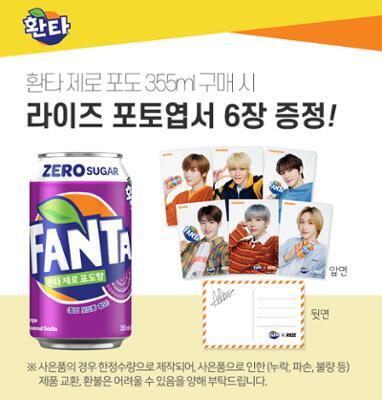 환타
환타 제로 포도 355ml 구매 시
라이즈 포토엽서 6장 증정!
ZERO SUGAR
환타
FANTA
환타 제로 포도향
앞면
뒷면
※ 사은품의 경우 한정수량으로 제작되어, 사은품으로 인한 (누락, 파손, 불량 등)
제품 교환, 환불은 어려울 수 있음을 양해 부탁드립니다.